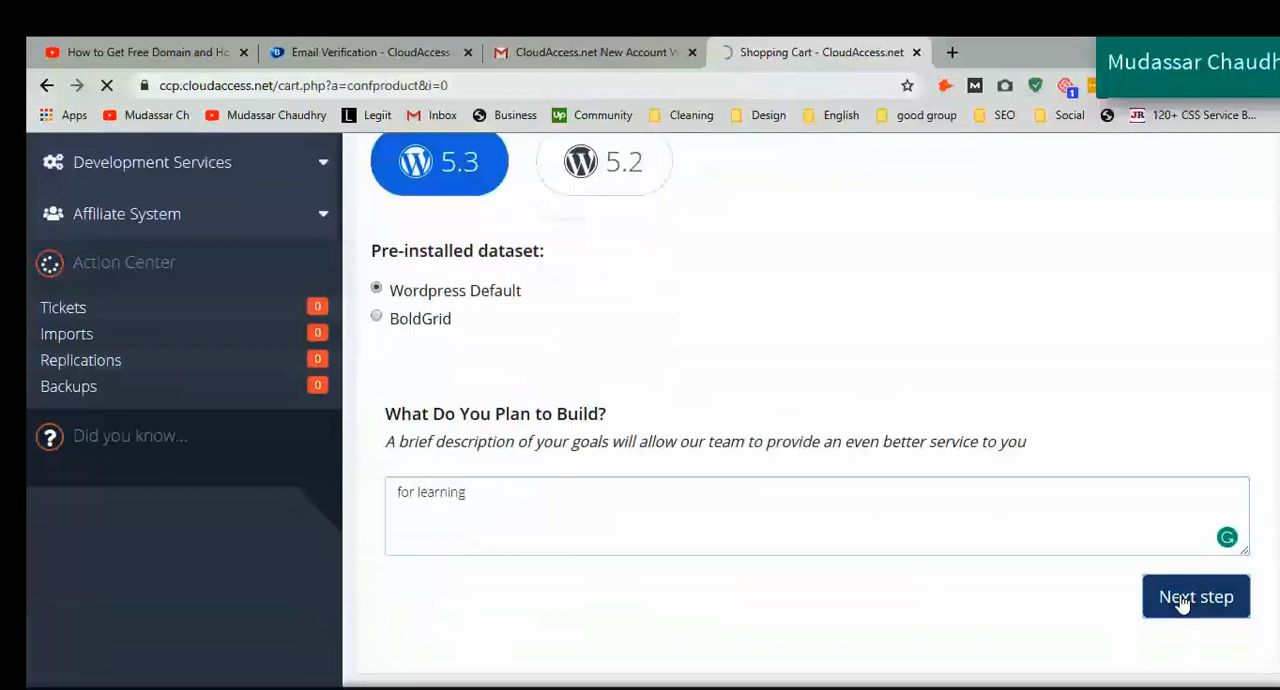 How to Get Free Domain and Ho
Email Verification - CloudAccess
CloudAccess.net New Account V
Shopping Cart - CloudAccess.net
Mudassar Chaudh
ccp.cloudaccess.net/cart.php?a=confproduct&i=0
1
Apps
Mudassar Ch
Mudassar Chaudhry
Legiit
Inbox
Business
Up Community
Cleaning
Design
English
good group
SEO
Social
JR 120+ CSS Service B...
Development Services
5.3
5.2
Affiliate System
Action Center
Pre-installed dataset:
Wordpress Default
BoldGrid
Tickets 0
Imports 0
Replications 0
Backups 0
Did you know...
What Do You Plan to Build?
A brief description of your goals will allow our team to provide an even better service to you
for learning
Next step